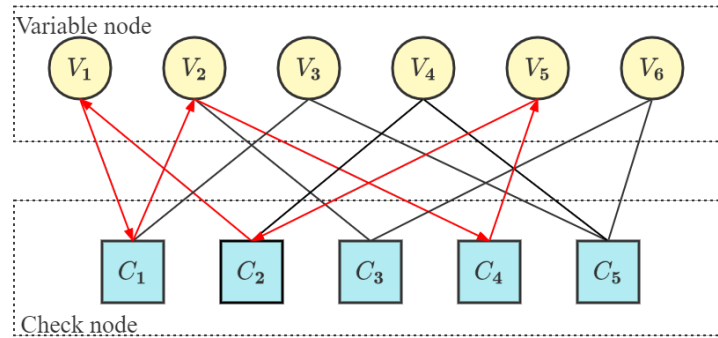 Variable node
V₁ V₂ V₃ V₄ V₅ V₆
C₁ C₂ C₃ C₄ C₅
Check node